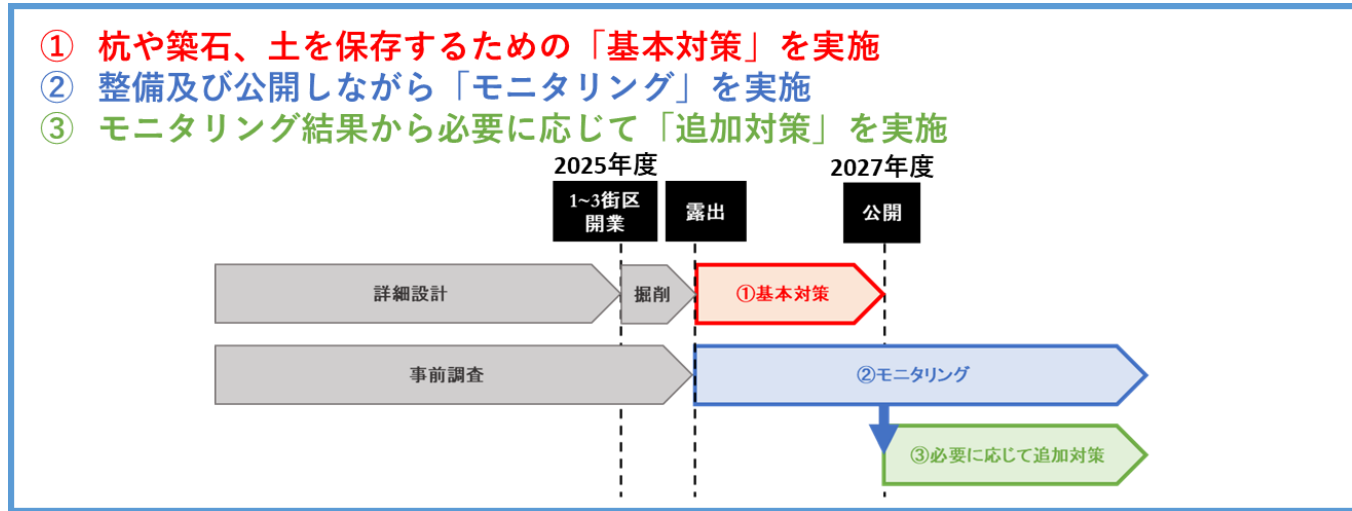 ① 杭や築石、土を保存するための「基本対策」を実施
② 整備及び公開しながら「モニタリング」を実施
③ モニタリング結果から必要に応じて「追加対策」を実施
2025年度
2027年度
1~3街区
開業
露出
公開
詳細設計
掘削
①基本対策
事前調査
②モニタリング
③必要に応じて追加対策